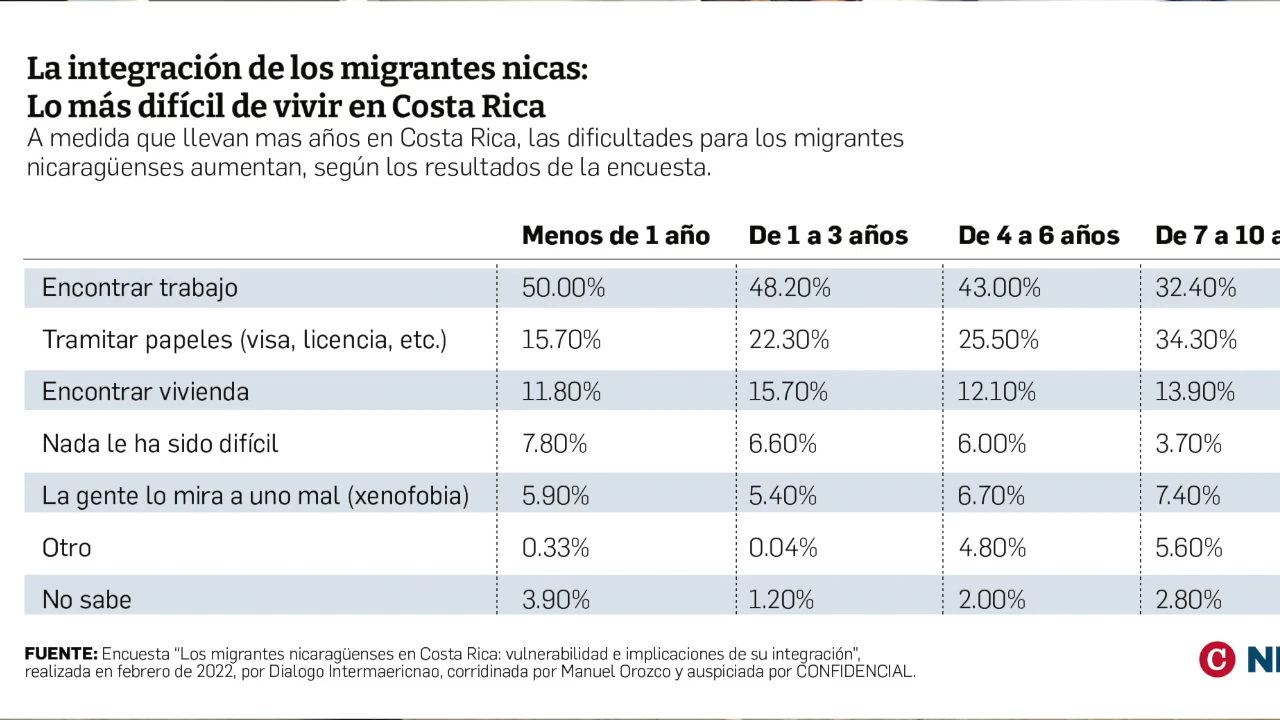 La integración de los migrantes nicas:
Lo más difícil de vivir en Costa Rica
A medida que llevan mas años en Costa Rica, las dificultades para los migrantes
nicaragüenses aumentan, según los resultados de la encuesta.
Menos de 1 año De 1 a 3 años De 4 a 6 años De 7 a 10 a
Encontrar trabajo 50.00% 48.20% 43.00% 32.40%
Tramitar papeles (visa, licencia, etc.) 15.70% 22.30% 25.50% 34.30%
Encontrar vivienda 11.80% 15.70% 12.10% 13.90%
Nada le ha sido difícil 7.80% 6.60% 6.00% 3.70%
La gente lo mira a uno mal (xenofobia) 5.90% 5.40% 6.70% 7.40%
Otro 0.33% 0.04% 4.80% 5.60%
No sabe 3.90% 1.20% 2.00% 2.80%
FUENTE: Encuesta “Los migrantes nicaragüenses en Costa Rica: vulnerabilidad e implicaciones de su integración”,
realizada en febrero de 2022, por Dialogo Intermaericnao, corridinada por Manuel Orozco y auspiciada por CONFIDENCIAL.
C N